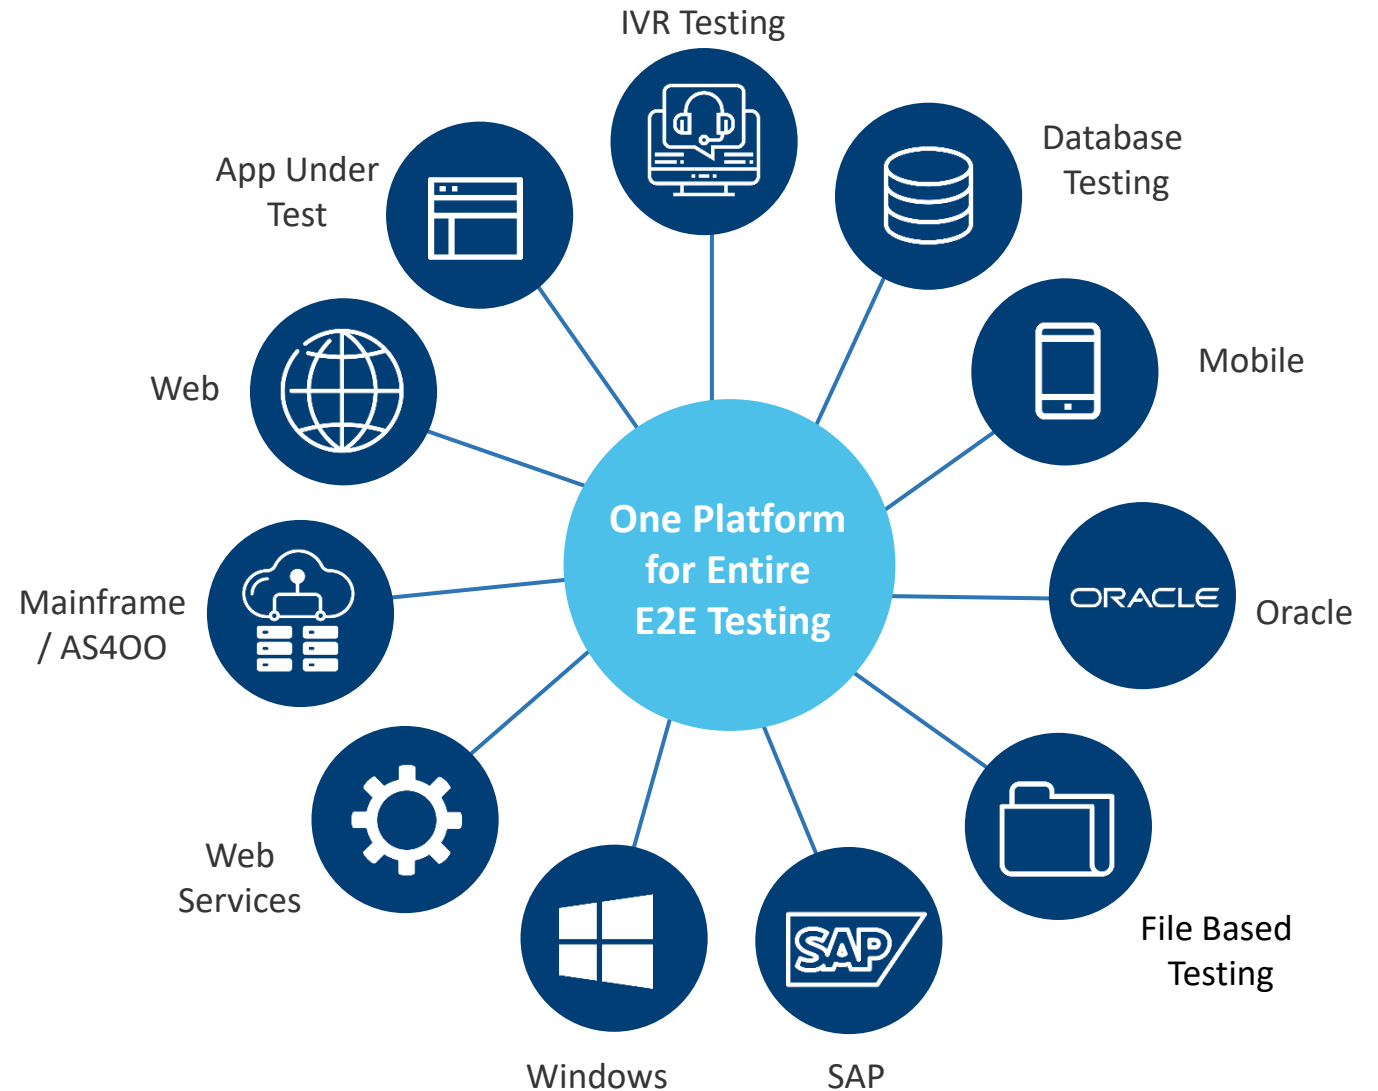 IVR Testing
Database
Testing
App Under
Test
Mobile
Web
One Platform
for Entire
E2E Testing
ORACLE
Oracle
Mainframe
/ AS4OO
Web
Services
File Based
Testing
SAP
Windows
SAP